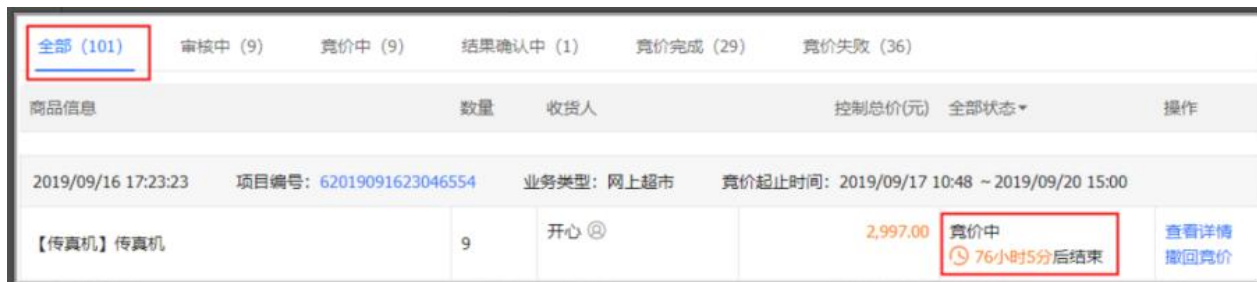 全部（101） 审核中（9） 竞价中（9） 结果确认中（1） 竞价完成（29） 竞价失败（36）
商品信息 数量 收货人 控制总价(元) 全部状态 操作
2019/09/16 17:23:23 项目编号：62019091623046554 业务类型：网上超市 竞价起止时间：2019/09/17 10:48 ~ 2019/09/20 15:00
【传真机】传真机 9 开心 2,997.00 竞价中 查看详情
76小时5分后结束 撤回竞价